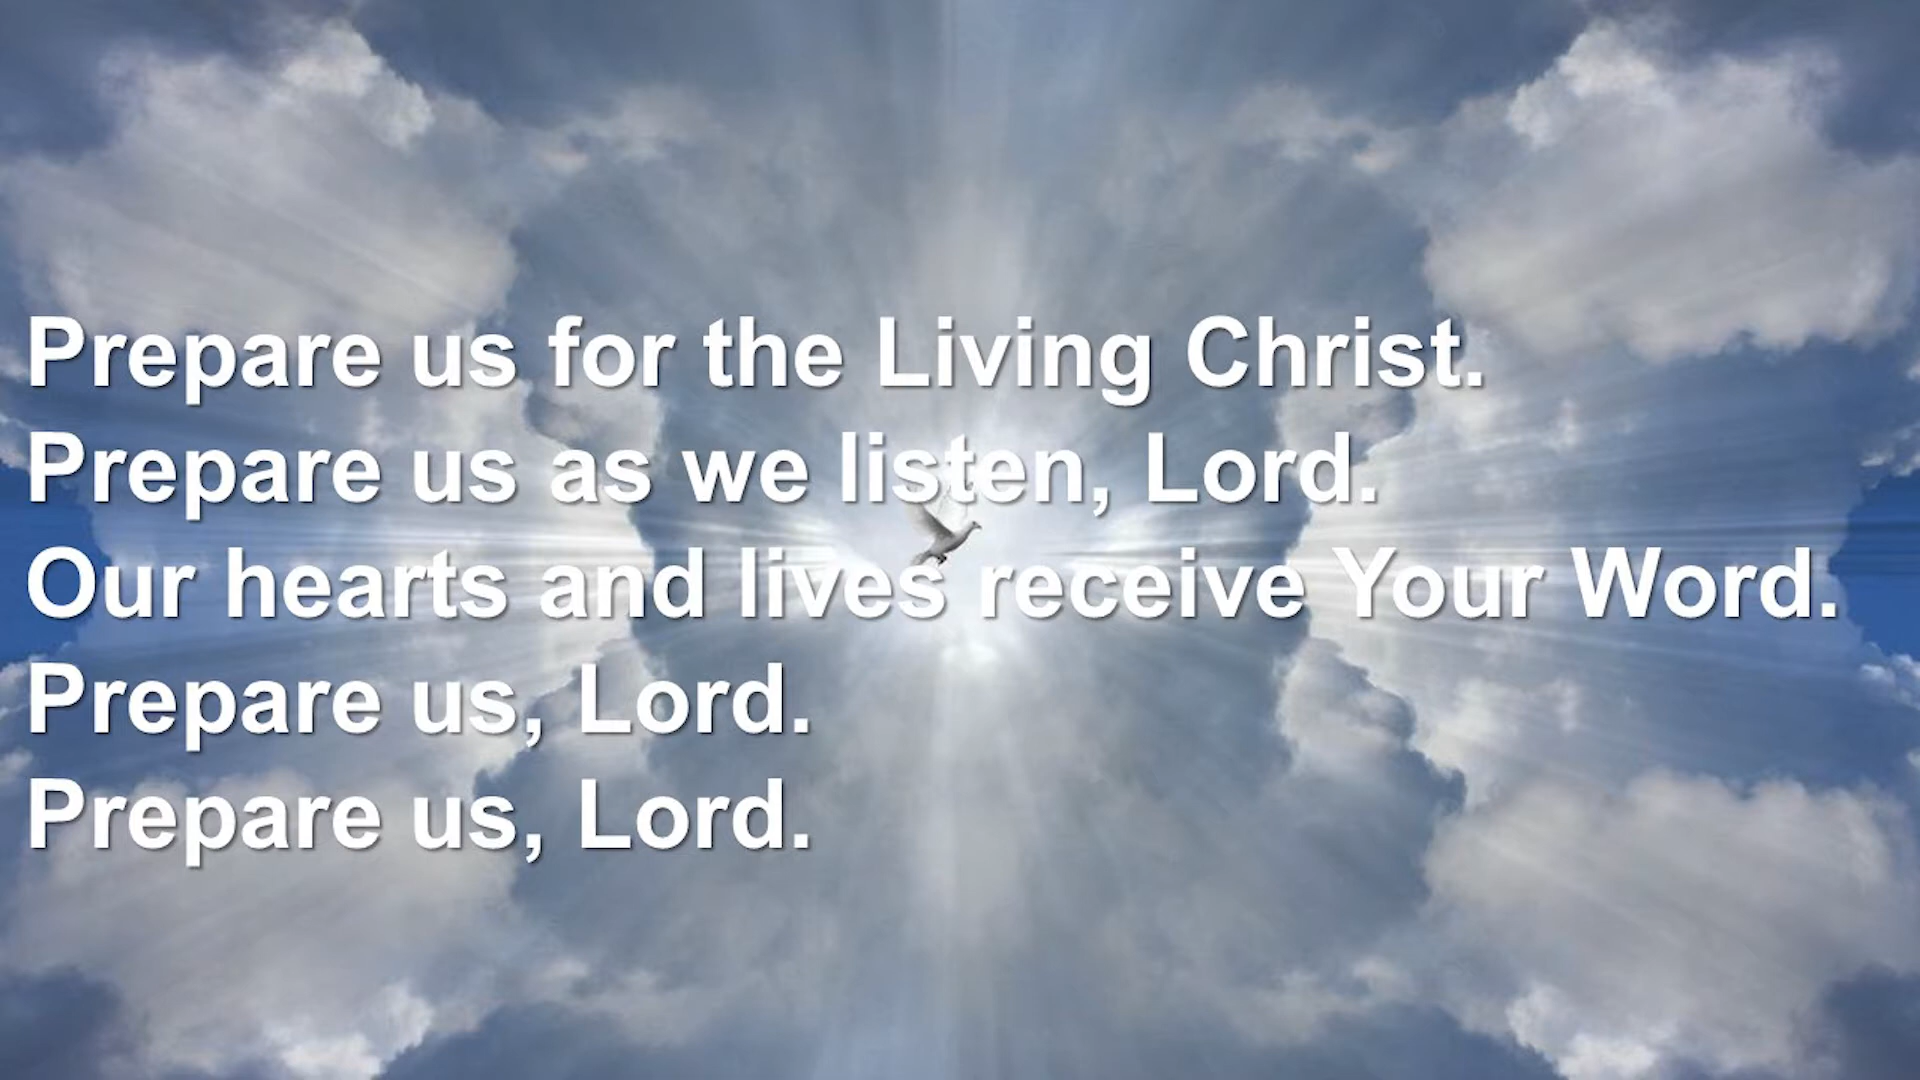 Prepare us for the Living Christ.
Prepare us as we listen, Lord.
Our hearts and lives receive Your Word.
Prepare us, Lord.
Prepare us, Lord.